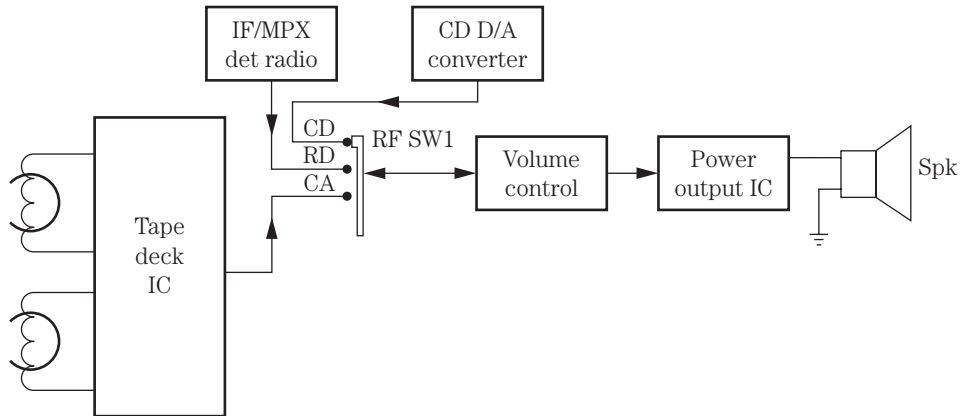 IF/MPX
det radio
CD D/A
converter
CD
RD
CA
RF SW1
Volume
control
Power
output IC
Spk
Tape
deck
IC